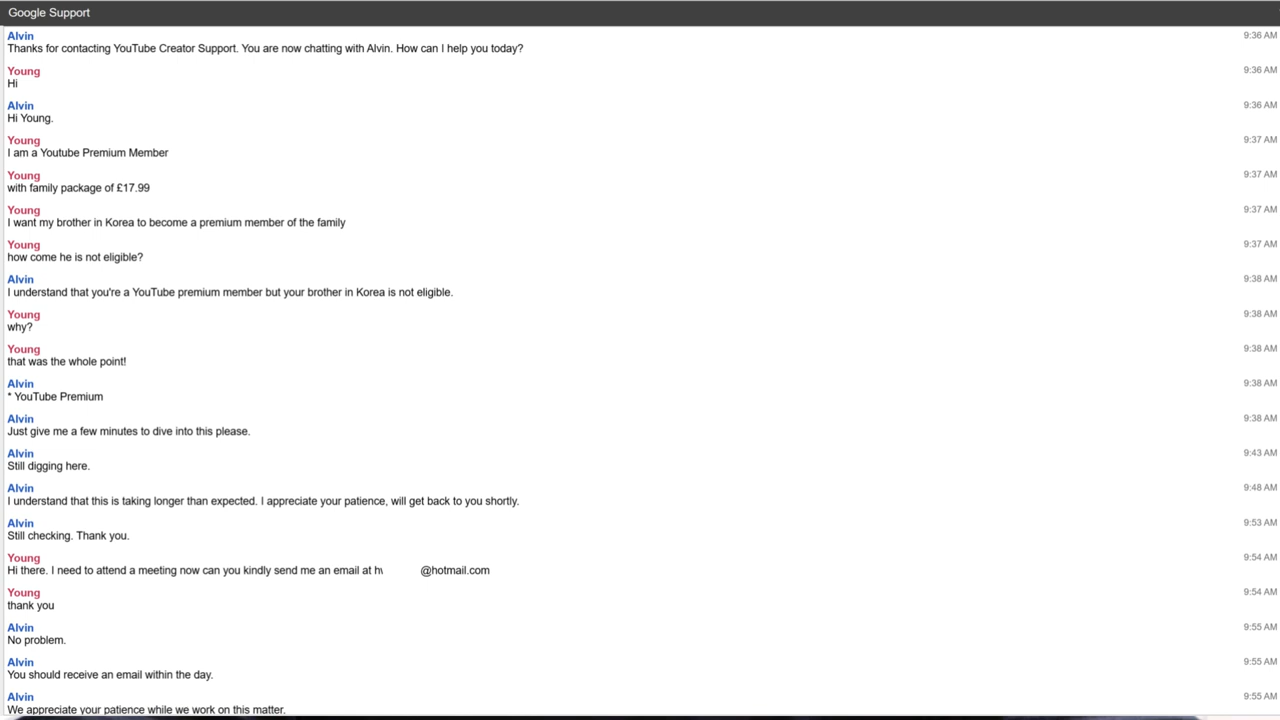 Google Support
Alvin 9:36 AM
Thanks for contacting YouTube Creator Support. You are now chatting with Alvin. How can I help you today?
Young 9:36 AM
Hi
Alvin 9:36 AM
Hi Young.
Young 9:37 AM
I am a Youtube Premium Member
Young 9:37 AM
with family package of £17.99
Young 9:37 AM
I want my brother in Korea to become a premium member of the family
Young 9:37 AM
how come he is not eligible?
Alvin 9:38 AM
I understand that you're a YouTube premium member but your brother in Korea is not eligible.
Young 9:38 AM
why?
Young 9:38 AM
that was the whole point!
Alvin 9:38 AM
* YouTube Premium
Alvin 9:38 AM
Just give me a few minutes to dive into this please.
Alvin 9:43 AM
Still digging here.
Alvin 9:48 AM
I understand that this is taking longer than expected. I appreciate your patience, will get back to you shortly.
Alvin 9:53 AM
Still checking. Thank you.
Young 9:54 AM
Hi there. I need to attend a meeting now can you kindly send me an email at @hotmail.com
Young 9:54 AM
thank you
Alvin 9:55 AM
No problem.
Alvin 9:55 AM
You should receive an email within the day.
Alvin 9:55 AM
We appreciate your patience while we work on this matter.